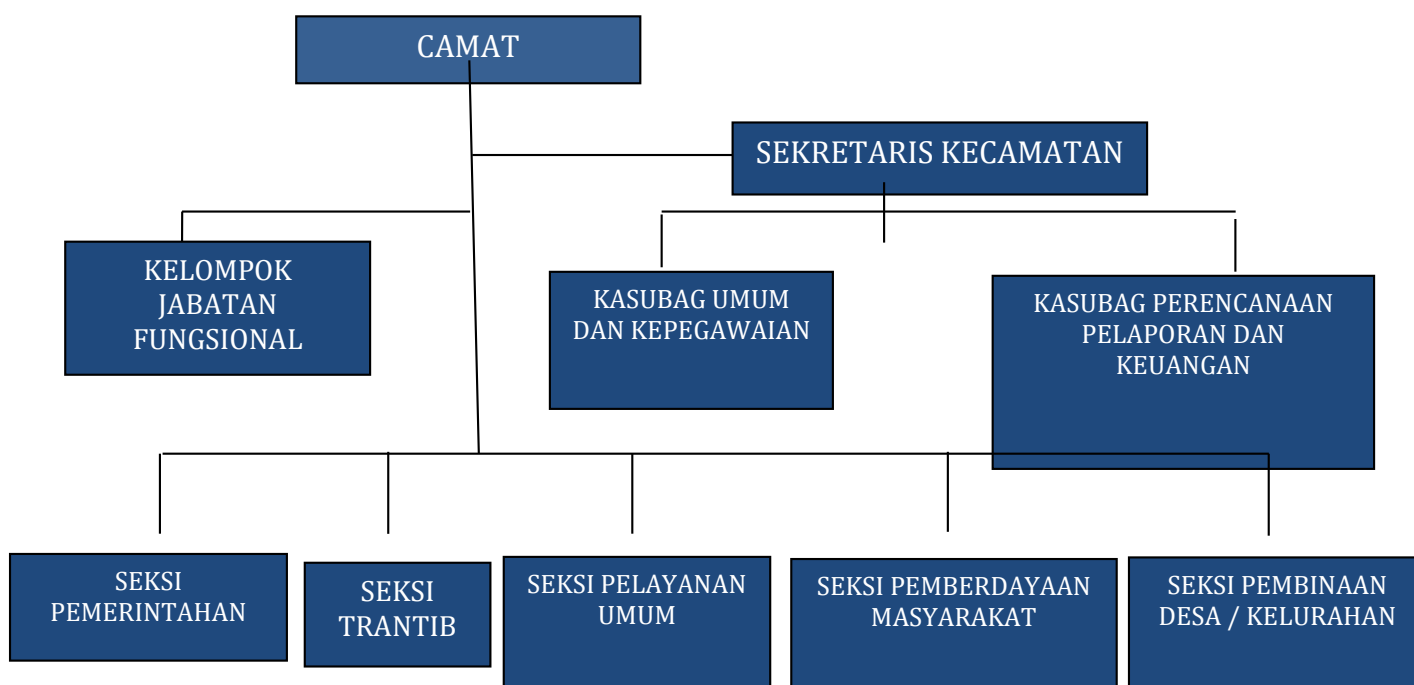 CAMAT
SEKRETARIS KECAMATAN
KELOMPOK
JABATAN
FUNGSIONAL
KASUBAG UMUM
DAN KEPEGAWAIAN
KASUBAG PERENCANAAN
PELAPORAN DAN
KEUANGAN
SEKSI
PEMERINTAHAN
SEKSI
TRANTIB
SEKSI PELAYANAN
UMUM
SEKSI PEMBERDAYAAN
MASYARAKAT
SEKSI PEMBINAAN
DESA / KELURAHAN